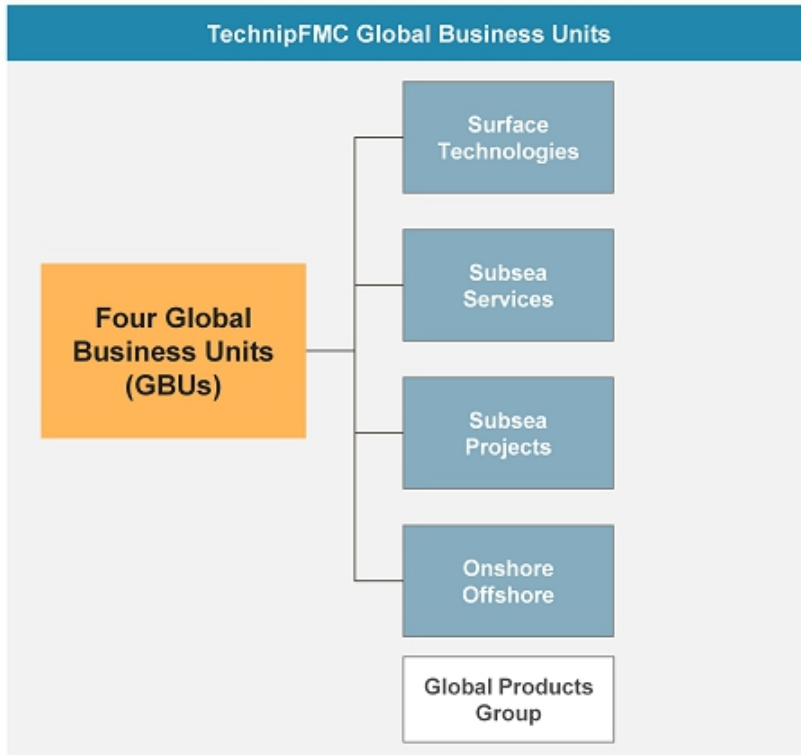 TechnipFMC Global Business Units
Four Global
Business Units
(GBUs)
Surface
Technologies
Subsea
Services
Subsea
Projects
Onshore
Offshore
Global Products
Group